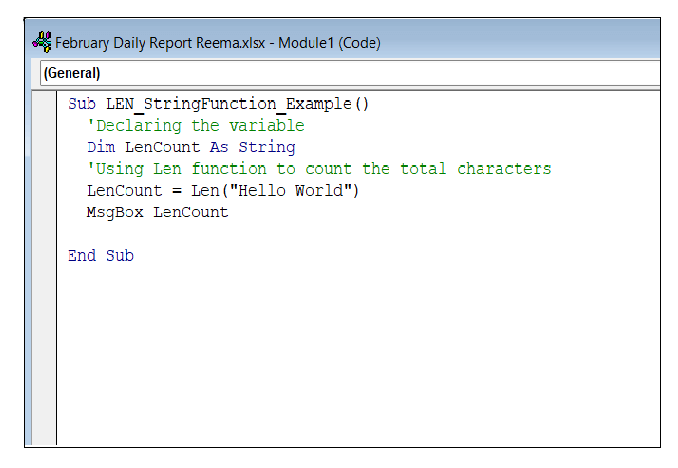 February Daily Report Reema.xlsx - Module1 (Code)
(General)
Sub LEN_StringFunction_Example()
'Declaring the variable
Dim LenCount As String
'Using Len function to count the total characters
LenCount = Len("Hello World")
MsgBox LenCount
End Sub